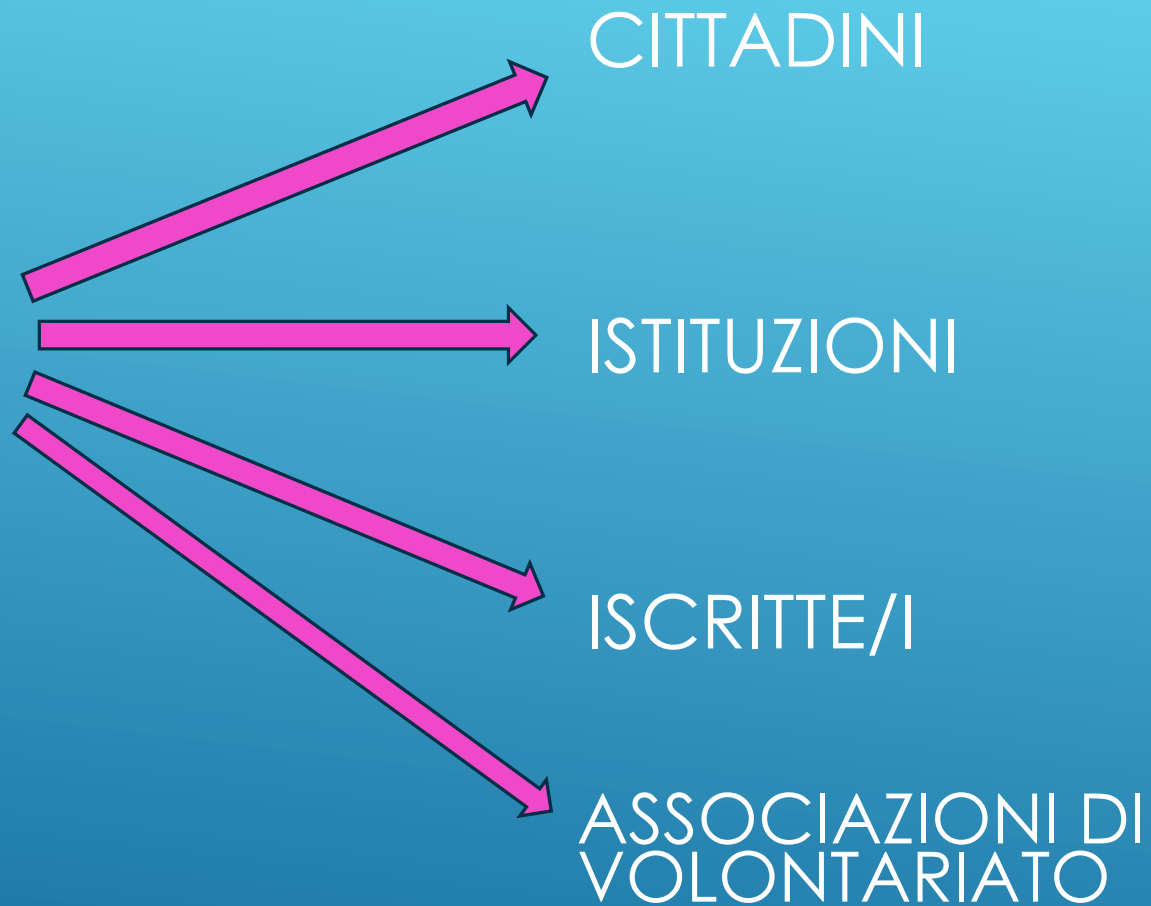 CITTADINI
ISTITUZIONI
ISCRITTE/I
ASSOCIAZIONI DI
VOLONTARIATO